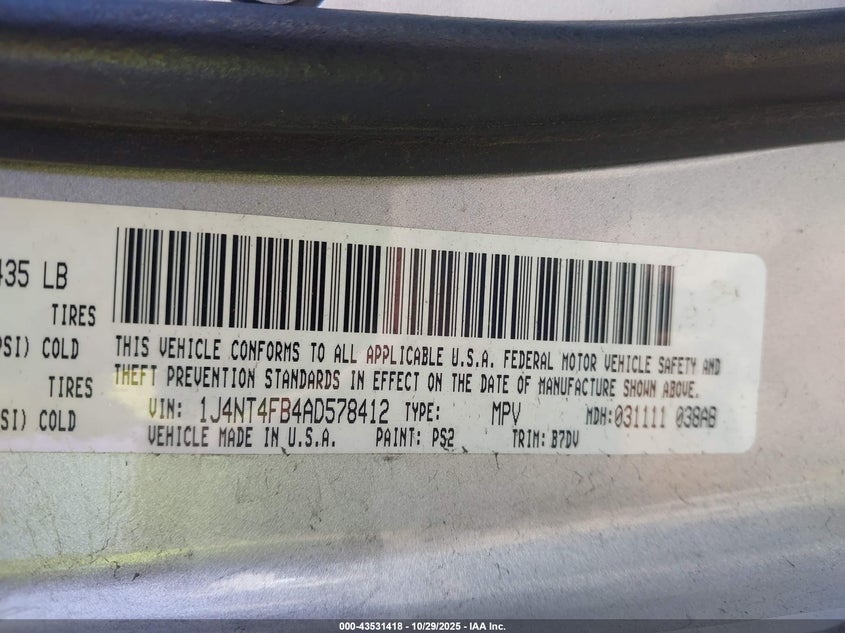 435 LB
TIRES
PSI) COLD
TIRES
SI) COLD
THIS VEHICLE CONFORMS TO ALL APPLICABLE U.S.A. FEDERAL MOTOR VEHICLE SAFETY AND
THEFT PREVENTION STANDARDS IN EFFECT ON THE DATE OF MANUFACTURE SHOWN ABOVE.
VIN: 1J4NT4FB4AD578412 TYPE: MPV MDH:031111 038AB
VEHICLE MADE IN U.S.A. PAINT: PS2 TRIM: B7DV
000-43531418 | 10/29/2025 | IAA Inc.